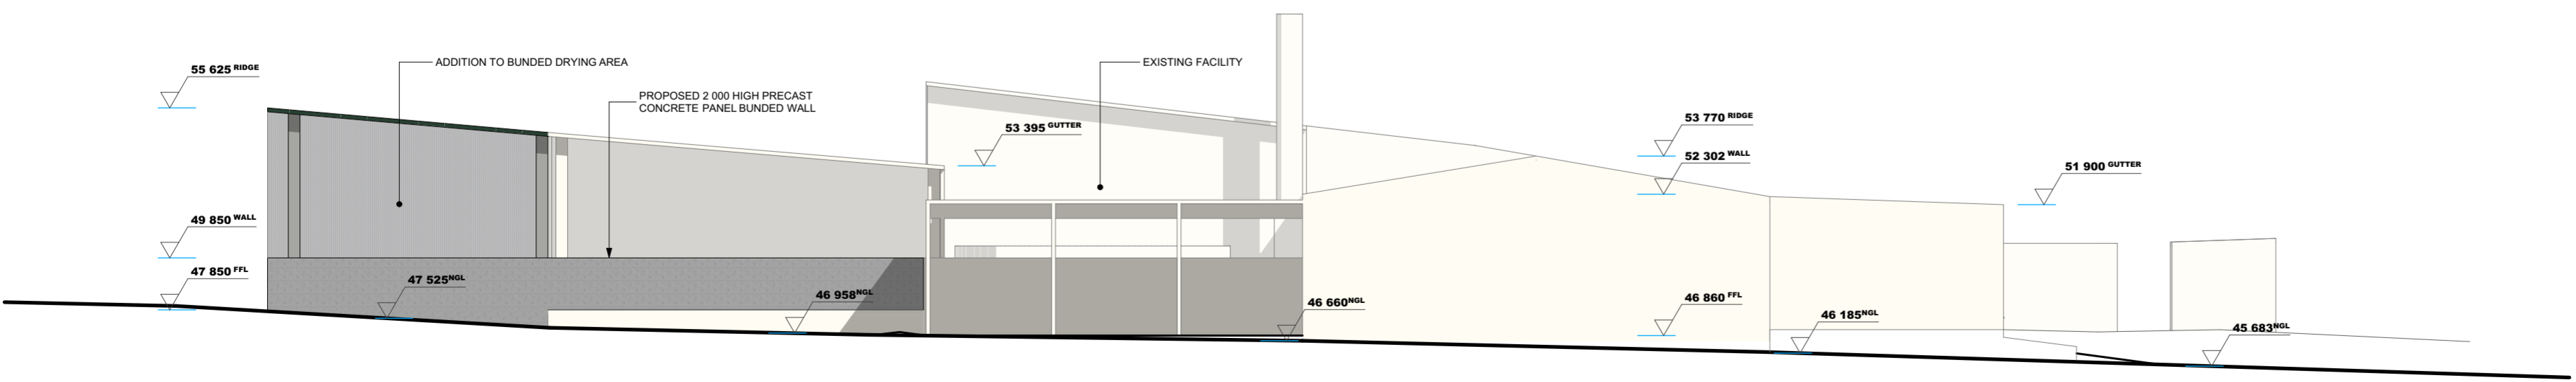 55 625 RIDGE
ADDITION TO BUNDED DRYING AREA
PROPOSED 2 000 HIGH PRECAST
CONCRETE PANEL BUNDED WALL
EXISTING FACILITY
53 395 GUTTER
53 770 RIDGE
52 302 WALL
51 900 GUTTER
49 850 WALL
47 850 FFL
47 525 NGL
46 958 NGL
46 660 NGL
46 860 FFL
46 185 NGL
45 683 NGL